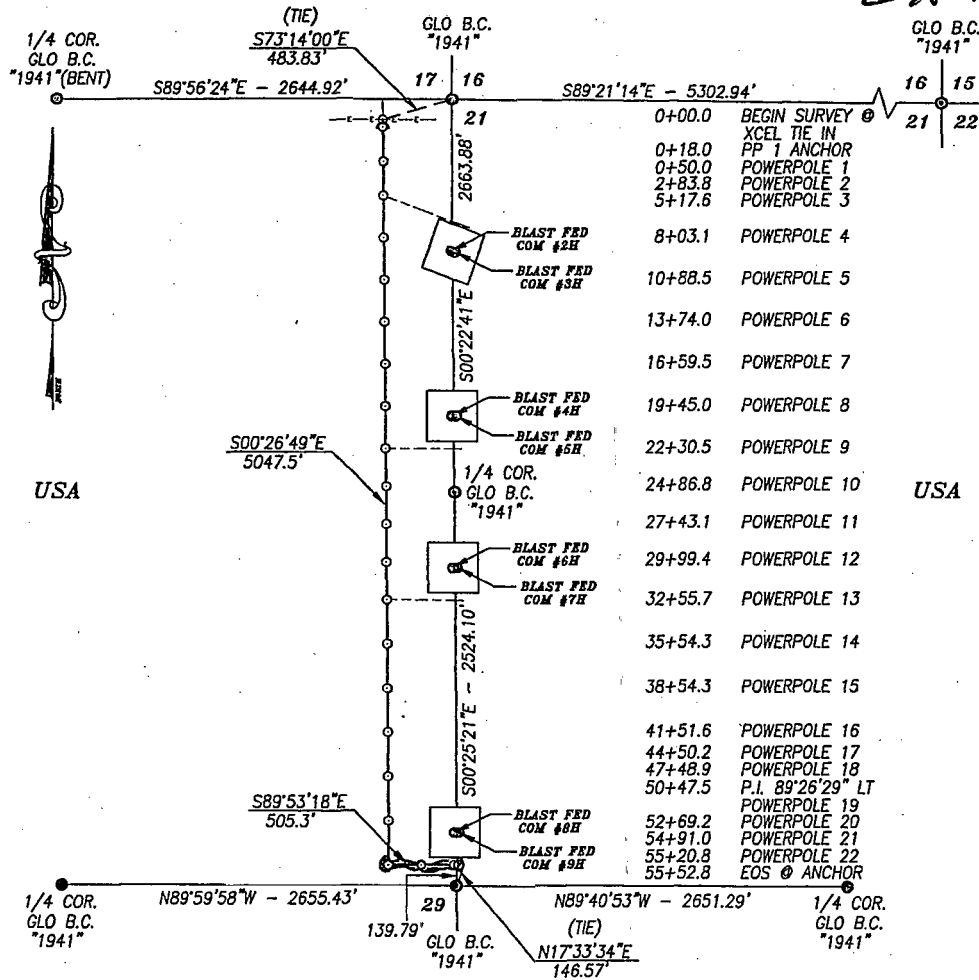 (TIE)
S73°14'00"E
483.83'
GLO B.C.
"1941"
1/4 COR.
GLO B.C.
"1941"(BENT)
GLO B.C.
"1941"
S89°56'24"E - 2644.92'
17 16
21
S89°21'14"E - 5302.94'
16 15
21 22
E E E E
2663.88'
S00°22'41"E
BLAST FED
COM #2H
BLAST FED
COM #3H
BLAST FED
COM #4H
BLAST FED
COM #5H
S00°26'49"E
5047.5'
USA
1/4 COR.
GLO B.C.
"1941"
USA
BLAST FED
COM #6H
BLAST FED
COM #7H
S00°25'21"E - 2524.10'
BLAST FED
COM #8H
BLAST FED
COM #9H
S89°53'18"E
505.3'
0+00.0 BEGIN SURVEY @
XCEL TIE IN
0+18.0 PP 1 ANCHOR
0+50.0 POWERPOLE 1
2+83.8 POWERPOLE 2
5+17.6 POWERPOLE 3
8+03.1 POWERPOLE 4
10+88.5 POWERPOLE 5
13+74.0 POWERPOLE 6
16+59.5 POWERPOLE 7
19+45.0 POWERPOLE 8
22+30.5 POWERPOLE 9
24+86.8 POWERPOLE 10
27+43.1 POWERPOLE 11
29+99.4 POWERPOLE 12
32+55.7 POWERPOLE 13
35+54.3 POWERPOLE 14
38+54.3 POWERPOLE 15
41+51.6 POWERPOLE 16
44+50.2 POWERPOLE 17
47+48.9 POWERPOLE 18
50+47.5 P.I. 89°26'29" LT
POWERPOLE 19
52+69.2 POWERPOLE 20
54+91.0 POWERPOLE 21
55+20.8 POWERPOLE 22
55+52.8 EOS @ ANCHOR
N89°59'58"W - 2655.43'
29
N89°40'53"W - 2651.29'
1/4 COR.
GLO B.C.
"1941"
139.79'
GLO B.C.
"1941"
(TIE)
N17°33'34"E
146.57'
1/4 COR.
GLO B.C.
"1941"